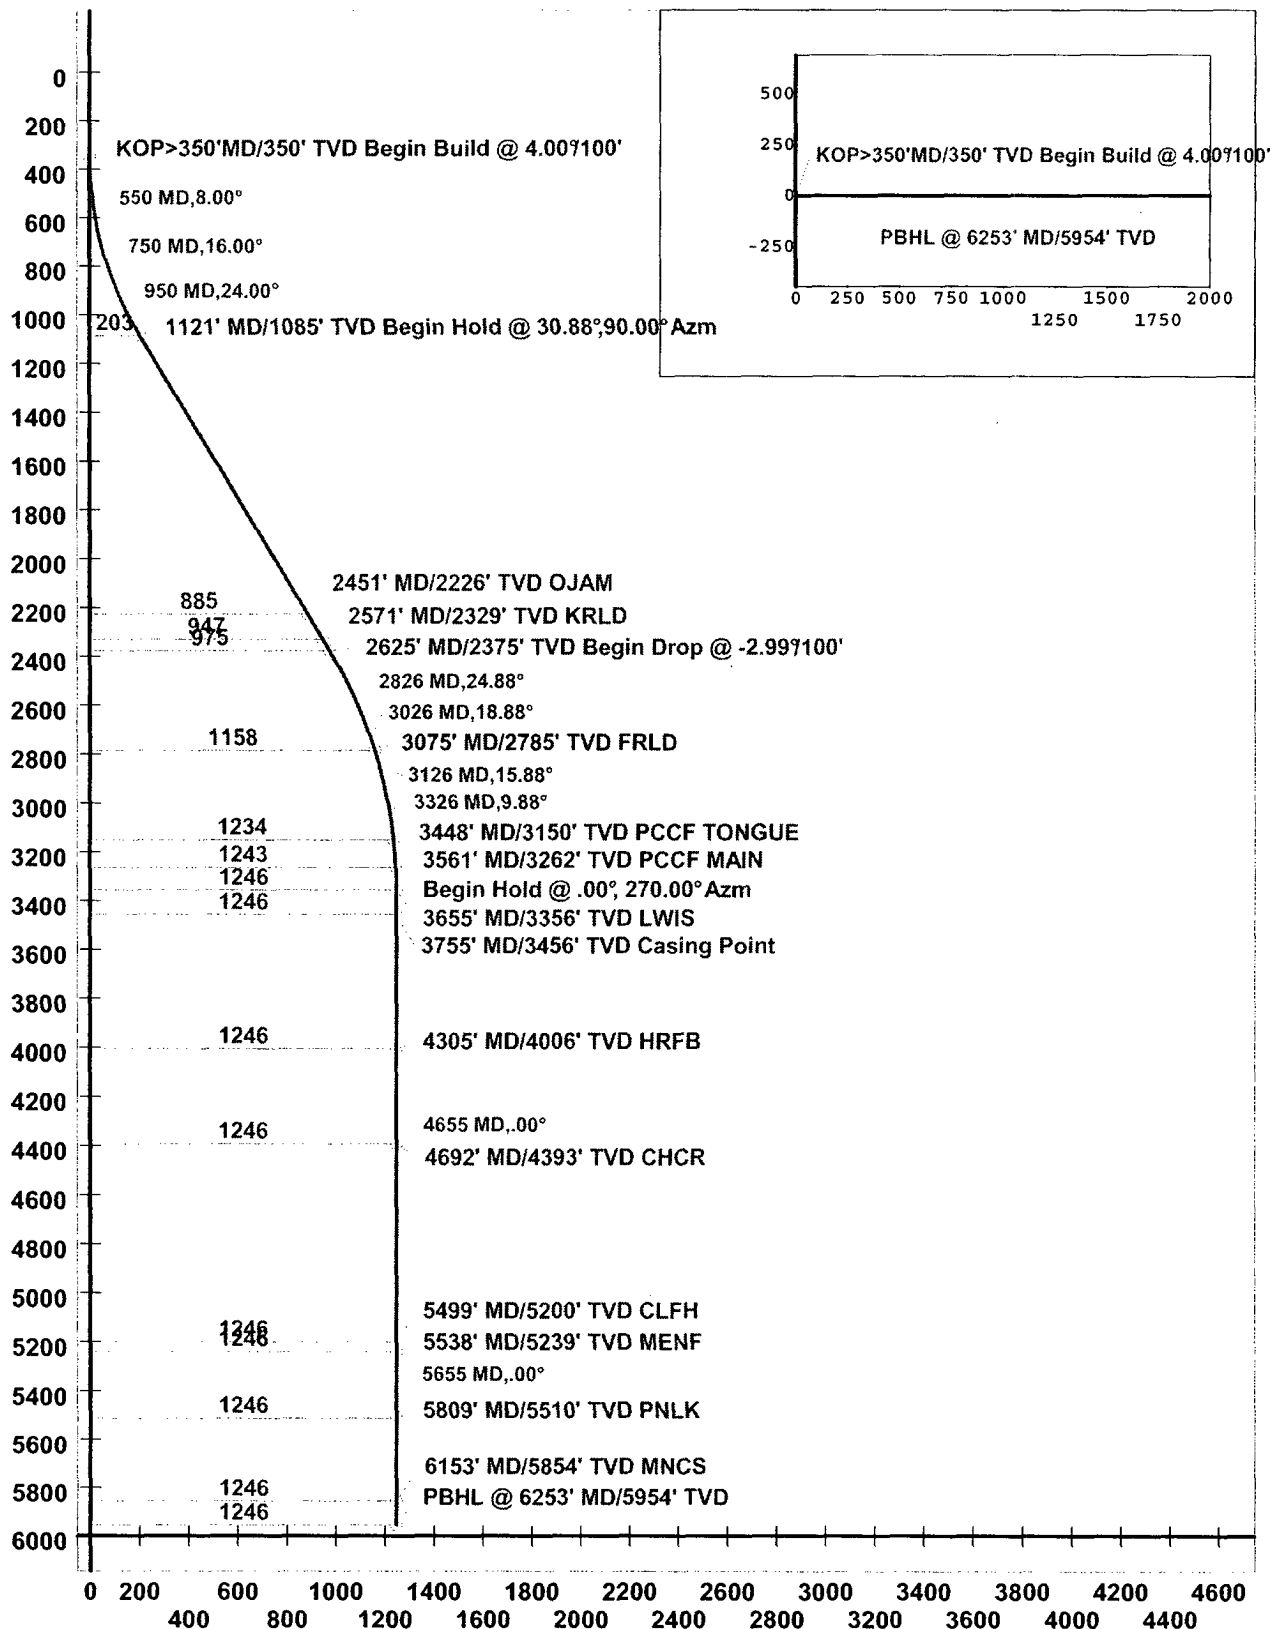 0
200
400
600
800
1000
1200
1400
1600
1800
2000
2200
2400
2600
2800
3000
3200
3400
3600
3800
4000
4200
4400
4600
4800
5000
5200
5400
5600
5800
6000
KOP>350'MD/350' TVD Begin Build @ 4.00°/100'
550 MD,8.00°
750 MD,16.00°
950 MD,24.00°
203
1121' MD/1085' TVD Begin Hold @ 30.88°,90.00° Azm
2451' MD/2226' TVD OJAM
885
2571' MD/2329' TVD KRLD
947
975
2625' MD/2375' TVD Begin Drop @ -2.99°/100'
2826 MD,24.88°
3026 MD,18.88°
1158
3075' MD/2785' TVD FRLD
3126 MD,15.88°
3326 MD,9.88°
1234
3448' MD/3150' TVD PCCF TONGUE
1243
3561' MD/3262' TVD PCCF MAIN
1246
Begin Hold @ .00°, 270.00° Azm
1246
3655' MD/3356' TVD LWIS
3755' MD/3456' TVD Casing Point
1246
4305' MD/4006' TVD HRFB
4655 MD,.00°
1246
4692' MD/4393' TVD CHCR
5499' MD/5200' TVD CLFH
1246
1246
5538' MD/5239' TVD MENF
5655 MD,.00°
1246
5809' MD/5510' TVD PNLK
6153' MD/5854' TVD MNCS
1246
PBHL @ 6253' MD/5954' TVD
1246
0 200 600 1000 1400 1800 2200 2600 3000 3400 3800 4200 4600
400 800 1200 1600 2000 2400 2800 3200 3600 4000 4400
500
250
0
-250
KOP>350'MD/350' TVD Begin Build @ 4.00°/100'
PBHL @ 6253' MD/5954' TVD
0 250 500 750 1000 1500 2000
1250 1750